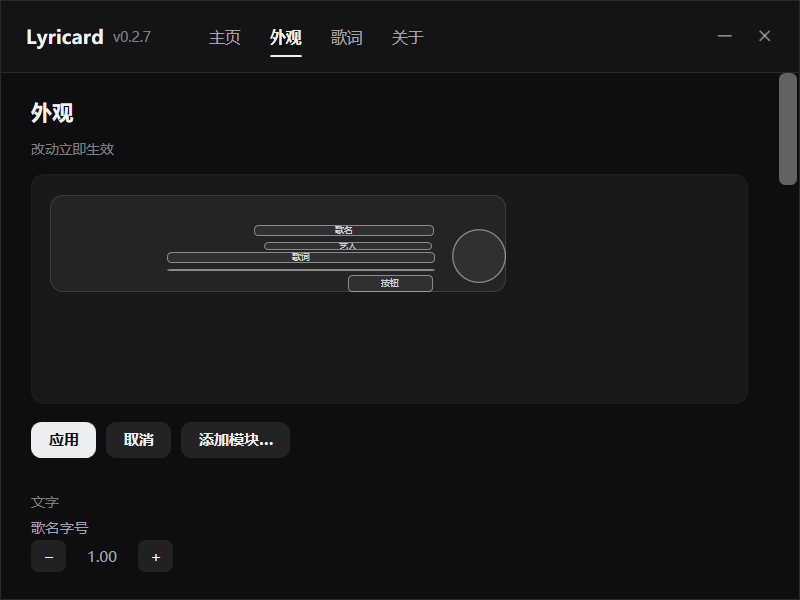 Lyricard v0.2.7 主页 外观 歌词 关于
外观
改动立即生效
歌名
艺人
歌词
按钮
应用 取消 添加模块...
文字
歌名字号
− 1.00 +